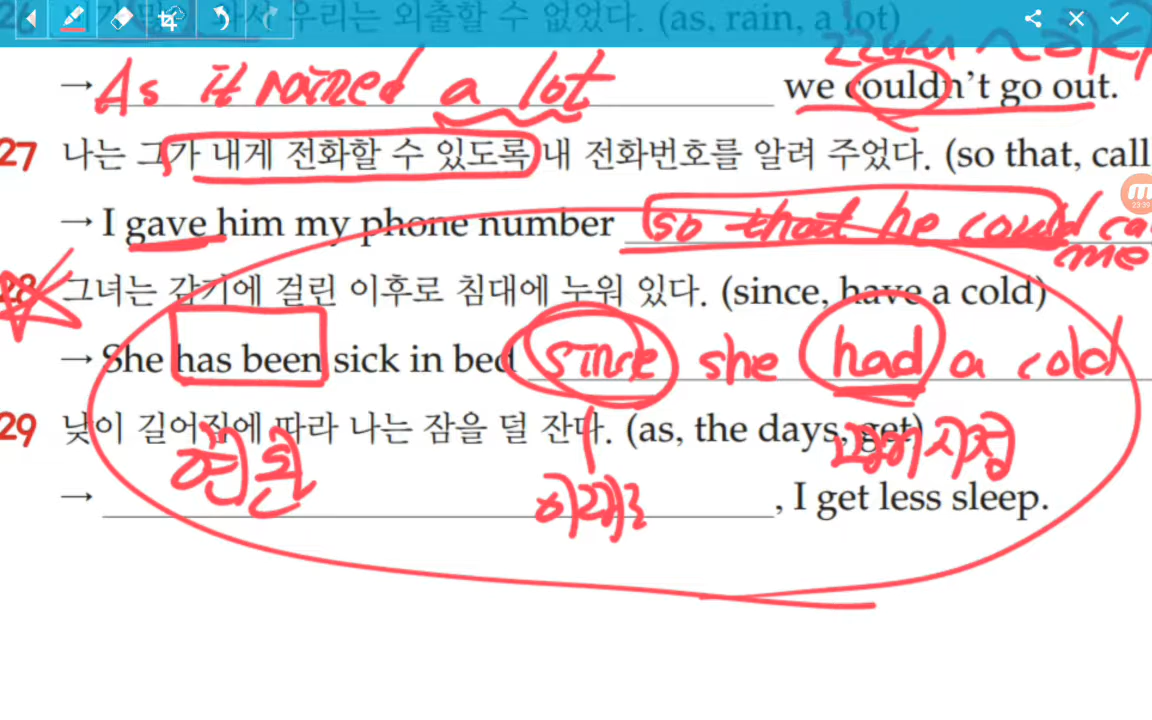 우리는 외출할 수 없었다. (as, rain, a lot)
→ As it rained a lot we couldn't go out.
27 나는 그가 내게 전화할 수 있도록 내 전화번호를 알려 주었다. (so that, call
→ I gave him my phone number so that he could ca
me
28 그녀는 감기에 걸린 이후로 침대에 누워 있다. (since, have a cold)
→ She has been sick in bed since she had a cold
29 낮이 길어짐에 따라 나는 잠을 덜 잔다. (as, the days, get)
현완 이래로 과거시점
→ , I get less sleep.
23:39